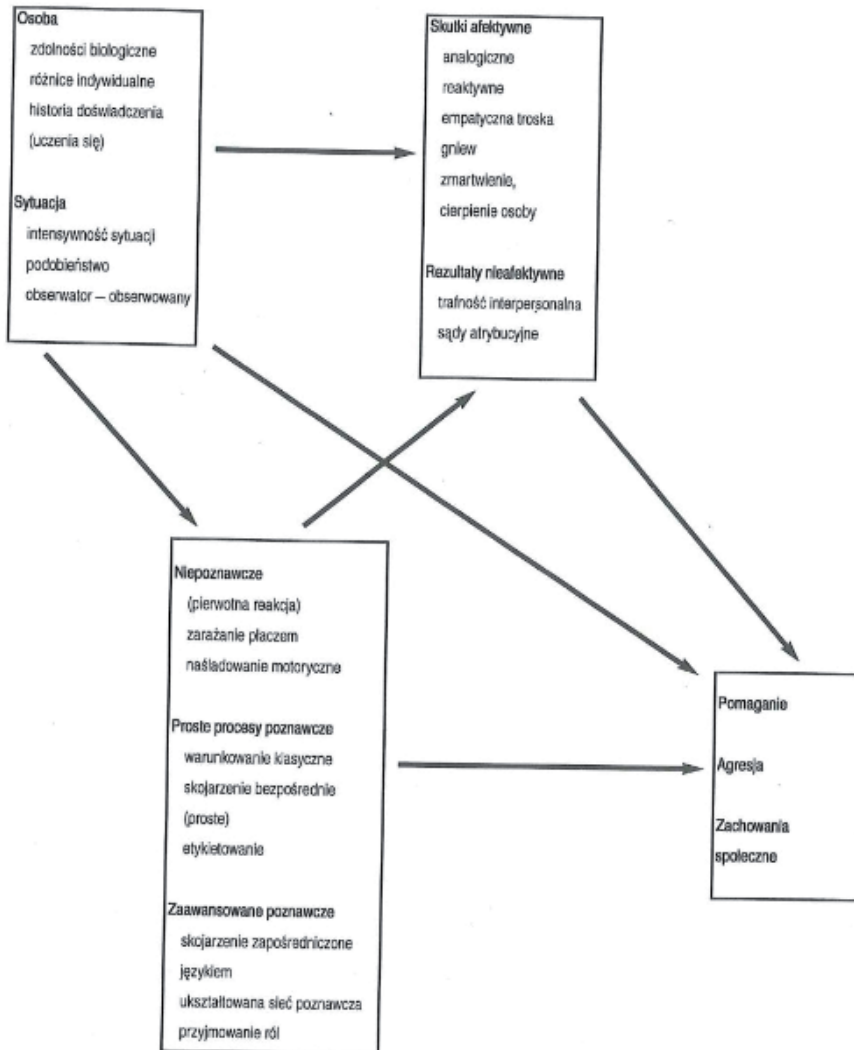 Osoba
zdolności biologiczne
różnice indywidualne
historia doświadczenia
(uczenia się)
Sytuacja
intensywność sytuacji
podobieństwo
obserwator — obserwowany
Skutki afektywne
analogiczne
reaktywne
empatyczna troska
gniew
zmartwienie,
cierpienie osoby
Rezultaty nieafektywne
trafność interpersonalna
sądy atrybucyjne
Niepoznawcze
(pierwotna reakcja)
zarażanie płaczem
naśladowanie motoryczne
Proste procesy poznawcze
warunkowanie klasyczne
skojarzenie bezpośrednie
(proste)
etykietowanie
Zaawansowane poznawcze
skojarzenie zapośredniczone
językiem
ukształtowana sieć poznawcza
przyjmowanie ról
Pomaganie
Agresja
Zachowania
społeczne